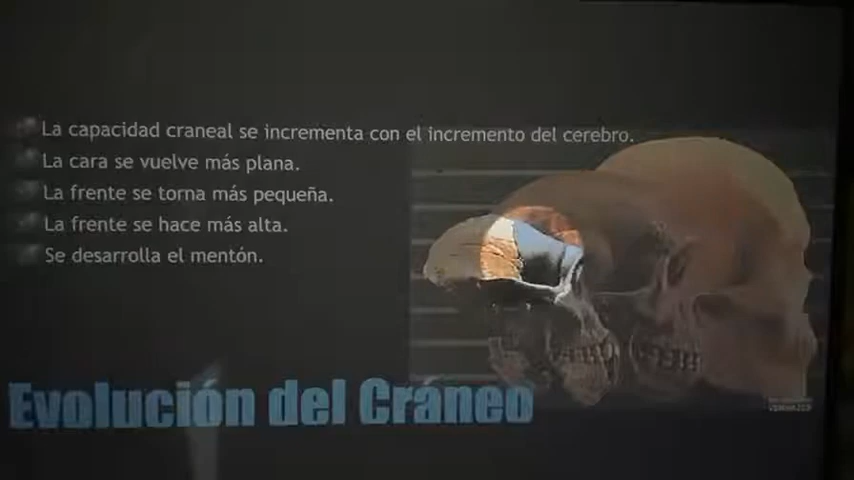 La capacidad craneal se incrementa con el incremento del cerebro.
La cara se vuelve más plana.
La frente se torna más pequeña.
La frente se hace más alta.
Se desarrolla el mentón.
Evolución del Craneo